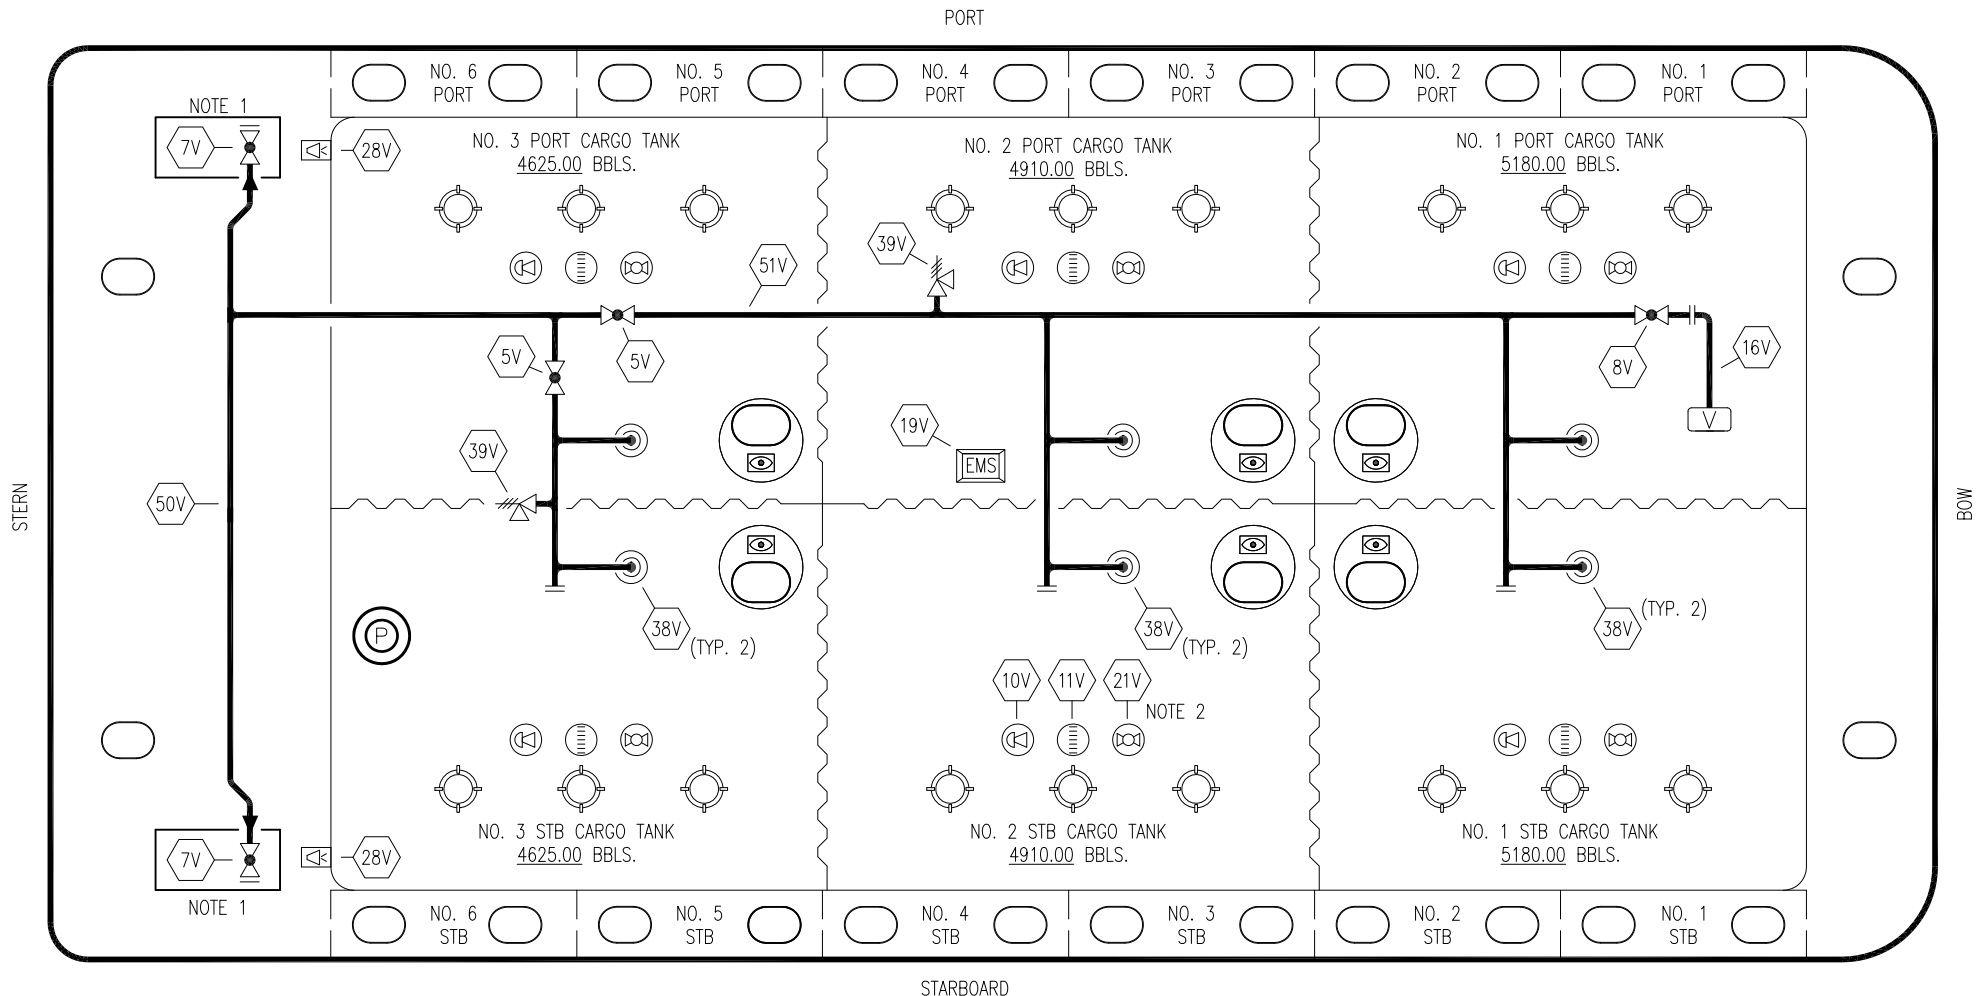 PORT
NO. 6
PORT
NO. 5
PORT
NO. 4
PORT
NO. 3
PORT
NO. 2
PORT
NO. 1
PORT
NOTE 1
7V
28V
NO. 3 PORT CARGO TANK
4625.00 BBLS.
NO. 2 PORT CARGO TANK
4910.00 BBLS.
NO. 1 PORT CARGO TANK
5180.00 BBLS.
39V
51V
5V
5V
8V
16V
V
39V
19V
EMS
STERN
50V
BOW
P
38V
(TYP. 2)
38V
(TYP. 2)
38V
(TYP. 2)
10V
11V
21V
NOTE 2
NO. 3 STB CARGO TANK
4625.00 BBLS.
NO. 2 STB CARGO TANK
4910.00 BBLS.
NO. 1 STB CARGO TANK
5180.00 BBLS.
7V
28V
NOTE 1
NO. 6
STB
NO. 5
STB
NO. 4
STB
NO. 3
STB
NO. 2
STB
NO. 1
STB
STARBOARD